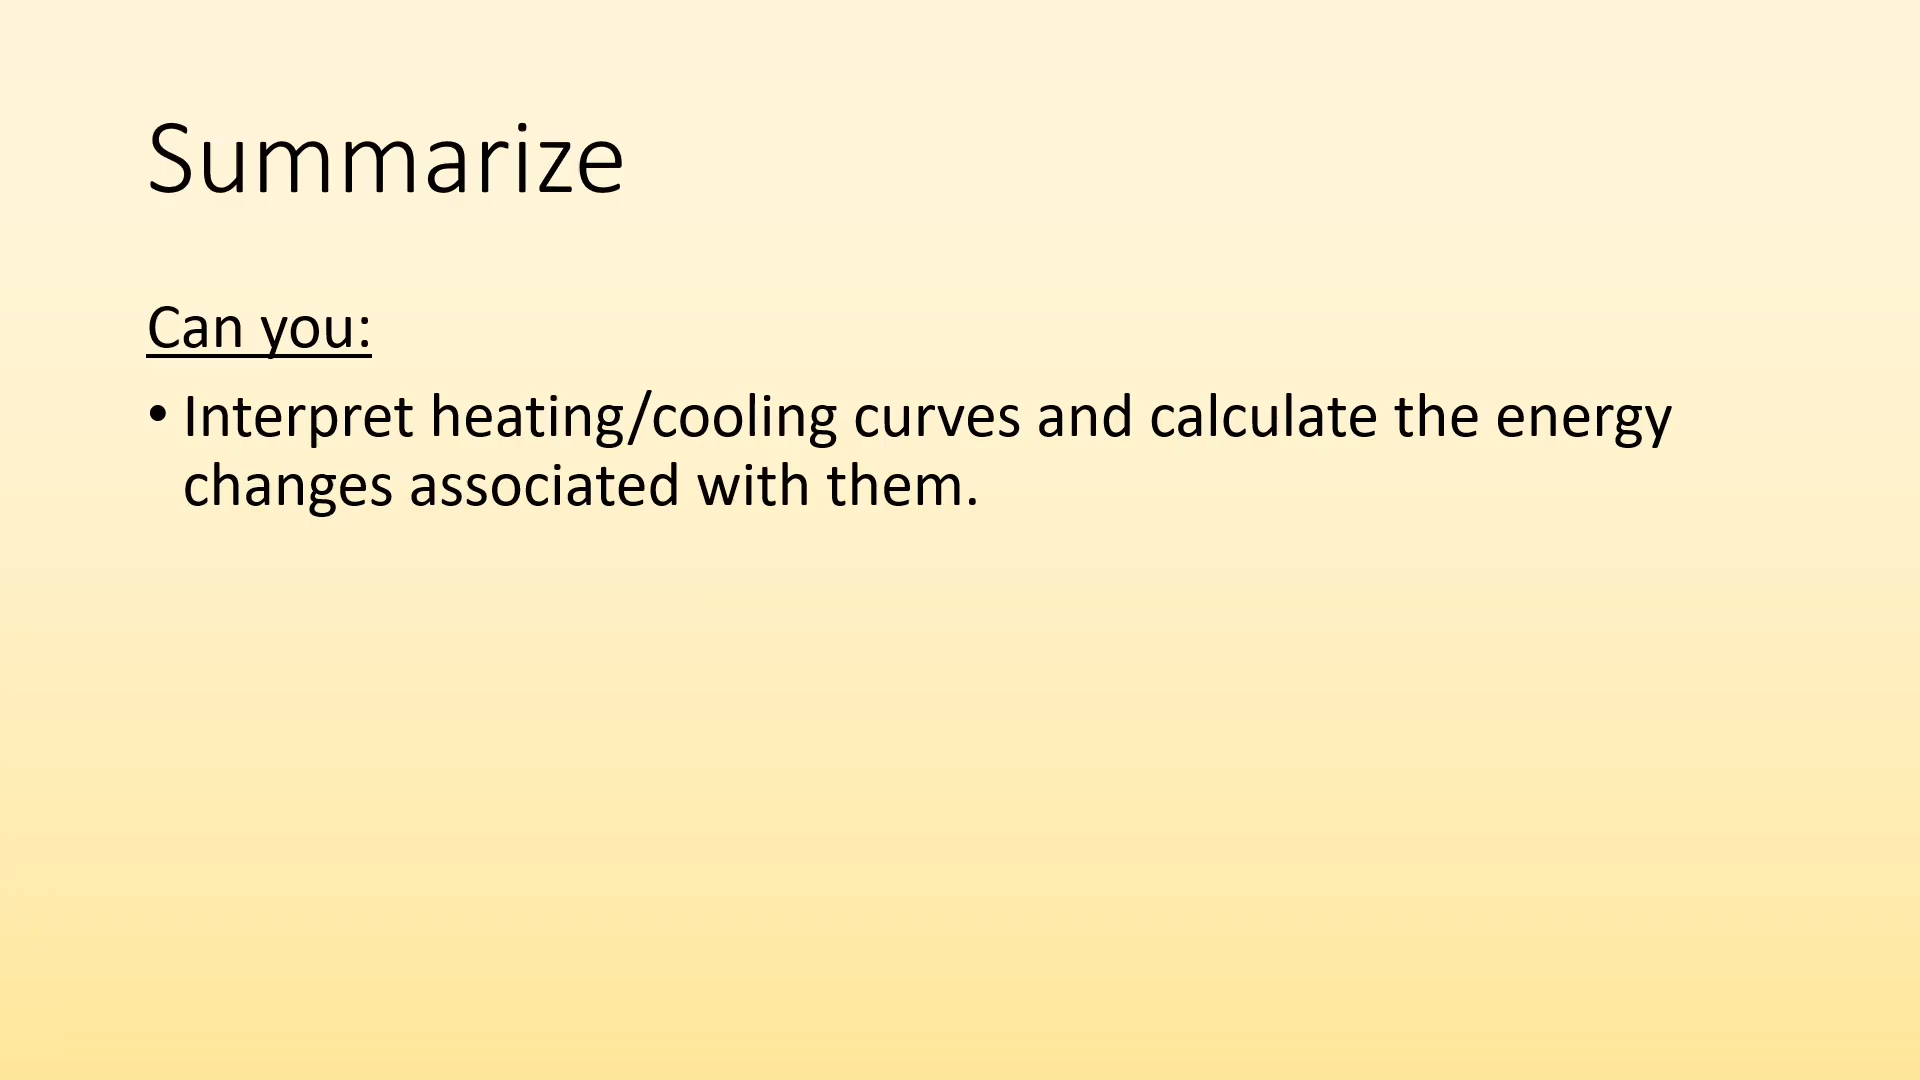 Summarize
Can you:
• Interpret heating/cooling curves and calculate the energy
changes associated with them.